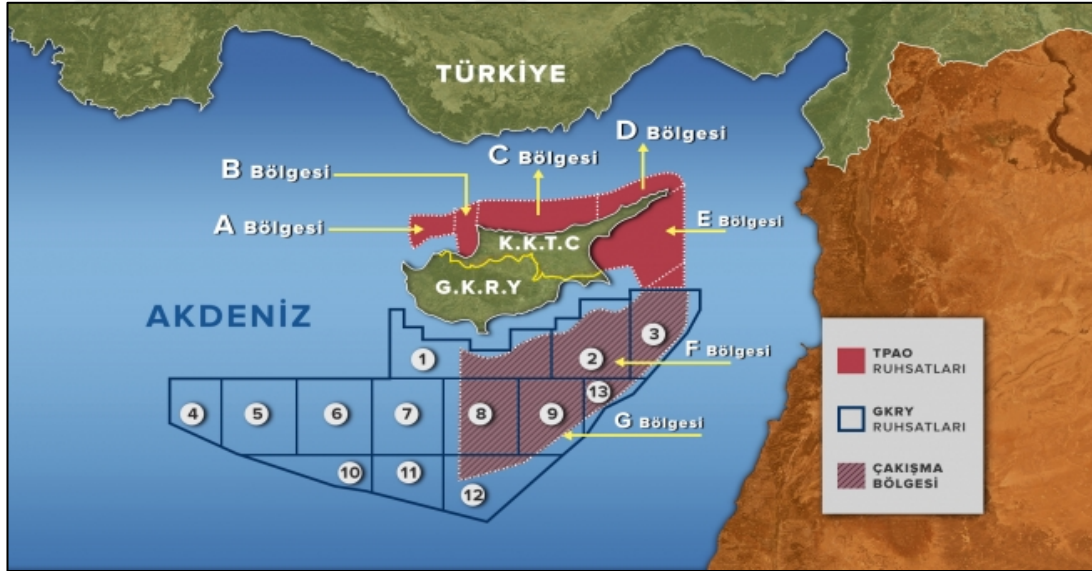 TÜRKİYE
D Bölgesi
C Bölgesi
B Bölgesi
A Bölgesi
E Bölgesi
K.K.T.C
G.K.R.Y
AKDENİZ
1
2
3
F Bölgesi
4
5
6
7
8
9
13
G Bölgesi
10
11
12
TPAO
RUHSATLARI
GKRY
RUHSATLARI
ÇAKIŞMA
BÖLGESİ